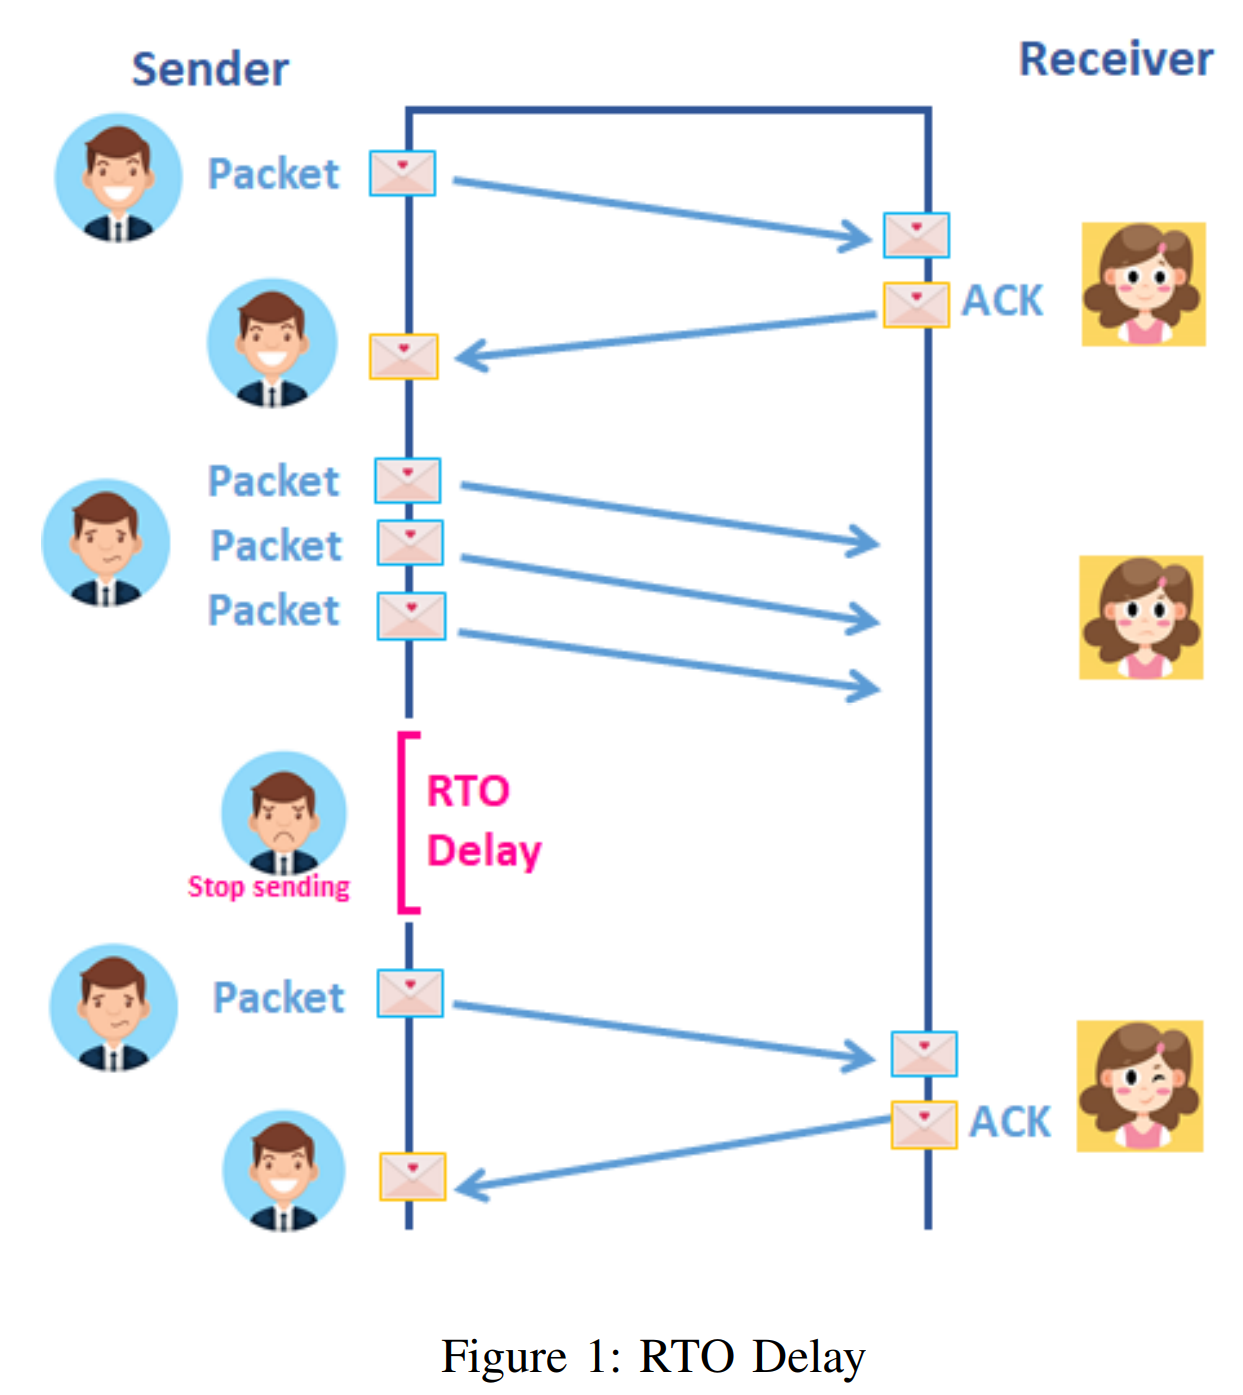 Sender
Receiver
Packet
ACK
Packet
Packet
Packet
RTO
Delay
Stop sending
Packet
ACK
Figure 1: RTO Delay